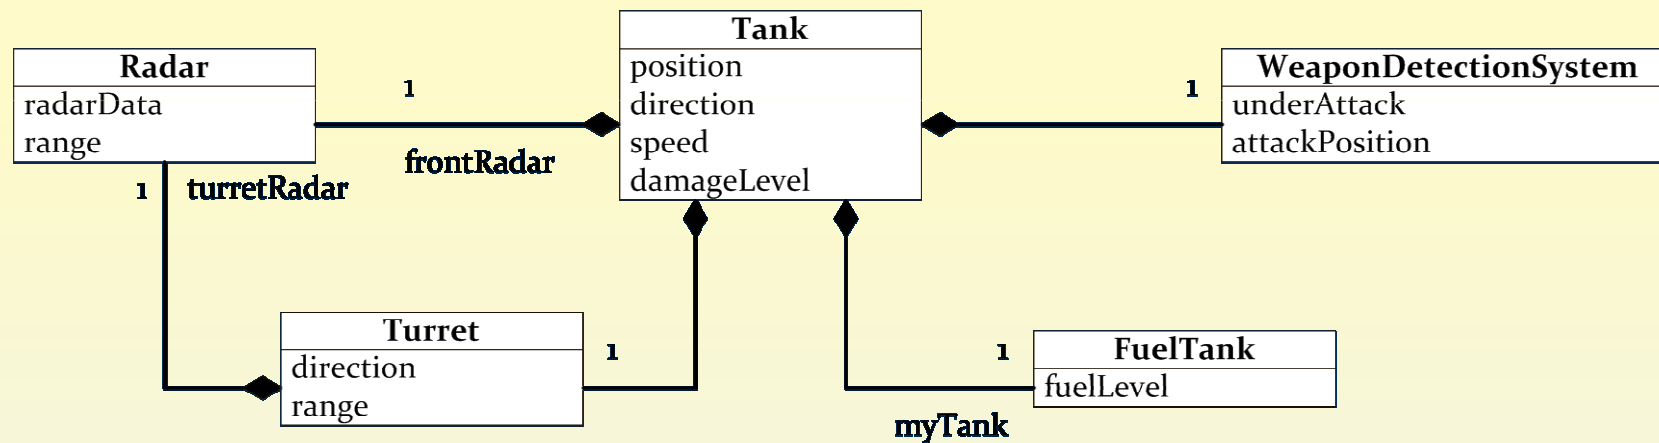 Radar
radarData
range
1
frontRadar
Tank
position
direction
speed
damageLevel
1
WeaponDetectionSystem
underAttack
attackPosition
1
turretRadar
Turret
direction
range
1
1
myTank
FuelTank
fuelLevel